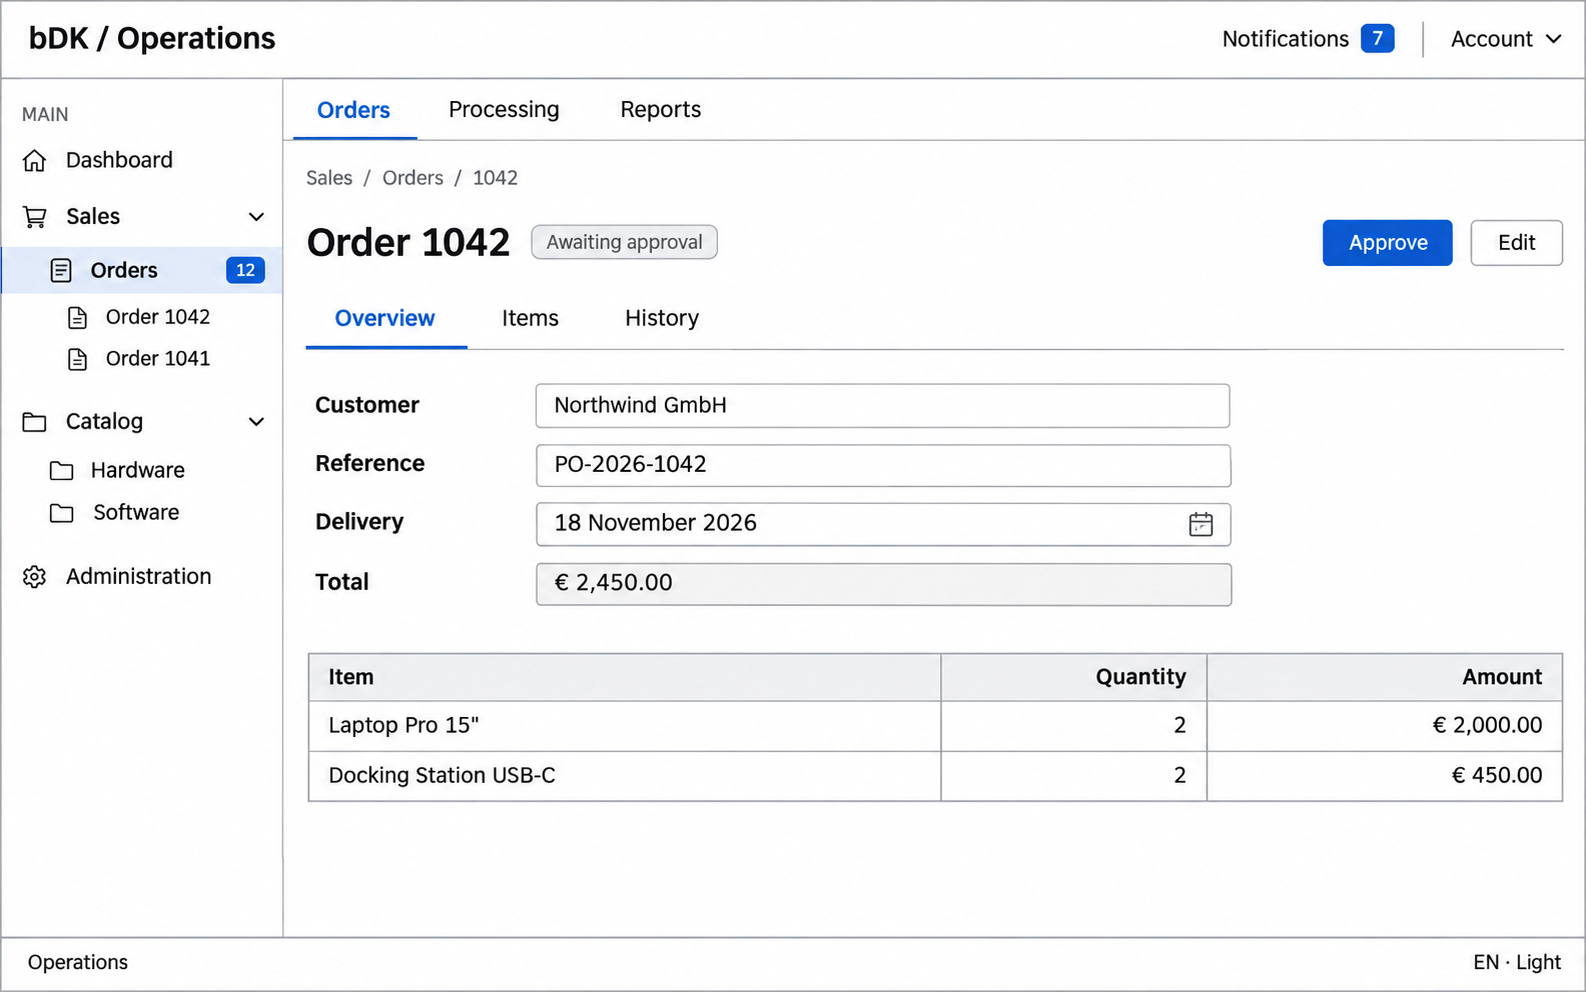 bDK / Operations
Notifications 7
Account
MAIN
Dashboard
Sales
Orders 12
Order 1042
Order 1041
Catalog
Hardware
Software
Administration
Orders Processing Reports
Sales / Orders / 1042
Order 1042 Awaiting approval
Approve Edit
Overview Items History
Customer Northwind GmbH
Reference PO-2026-1042
Delivery 18 November 2026
Total € 2,450.00
Item Quantity Amount
Laptop Pro 15" 2 € 2,000.00
Docking Station USB-C 2 € 450.00
Operations
EN · Light